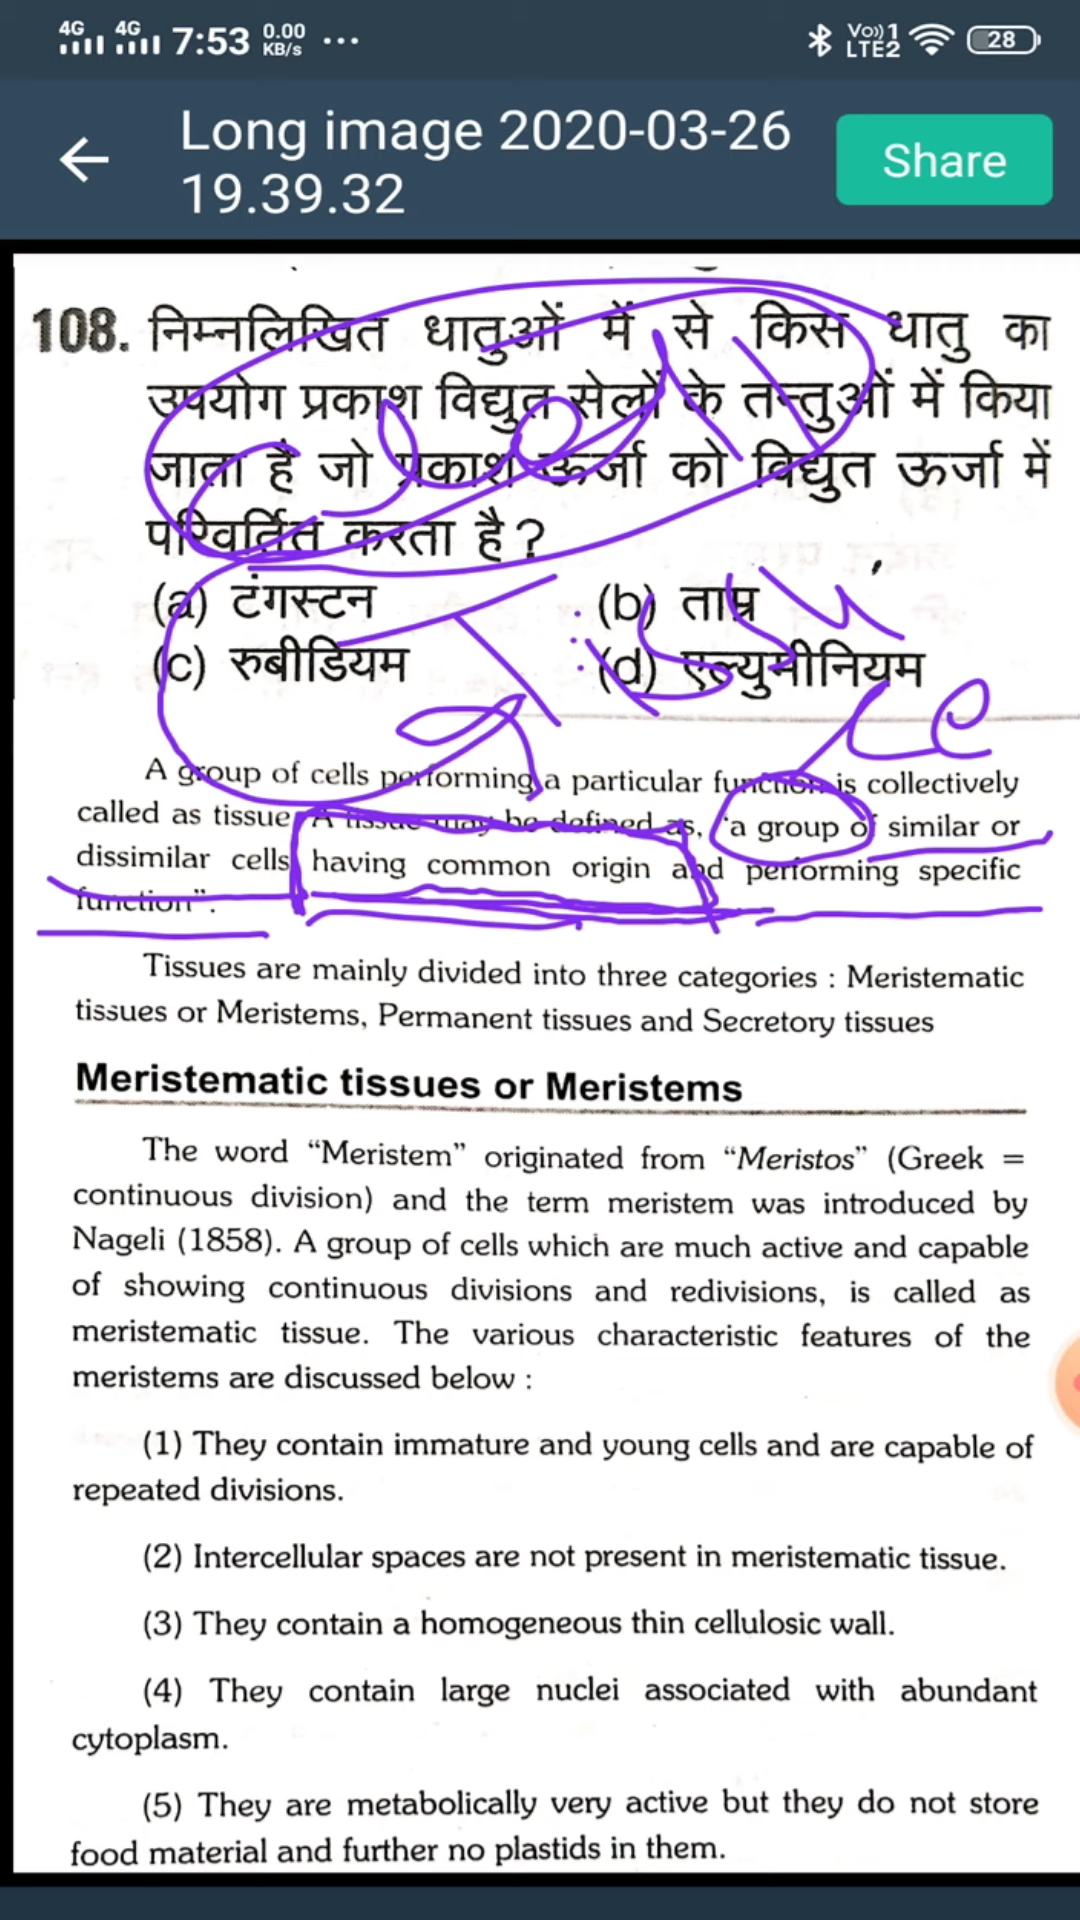 4G 4G 7:53 0.00 KB/s ... Vo)) 1 LTE2 28
Long image 2020-03-26
19.39.32
Share
108. निम्नलिखित धातुओं में से किस धातु का
उपयोग प्रकाश विद्युत सेलों के तन्तुओं में किया
जाता है जो प्रकाश ऊर्जा को विद्युत ऊर्जा में
परिवर्तित करता है?
(a) टंगस्टन (b) ताम्र
(c) रुबीडियम (d) एल्युमीनियम
cell
Tissue
A group of cells performing a particular function is collectively
called as tissue. A tissue may be defined as, "a group of similar or
dissimilar cells having common origin and performing specific
function".
Tissues are mainly divided into three categories : Meristematic
tissues or Meristems, Permanent tissues and Secretory tissues
Meristematic tissues or Meristems
The word “Meristem” originated from “Meristos” (Greek =
continuous division) and the term meristem was introduced by
Nageli (1858). A group of cells which are much active and capable
of showing continuous divisions and redivisions, is called as
meristematic tissue. The various characteristic features of the
meristems are discussed below :
(1) They contain immature and young cells and are capable of
repeated divisions.
(2) Intercellular spaces are not present in meristematic tissue.
(3) They contain a homogeneous thin cellulosic wall.
(4) They contain large nuclei associated with abundant
cytoplasm.
(5) They are metabolically very active but they do not store
food material and further no plastids in them.